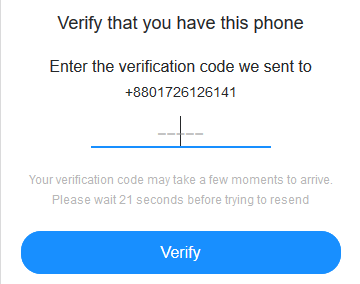 Verify that you have this phone
Enter the verification code we sent to
+8801726126141
_____
Your verification code may take a few moments to arrive.
Please wait 21 seconds before trying to resend
Verify